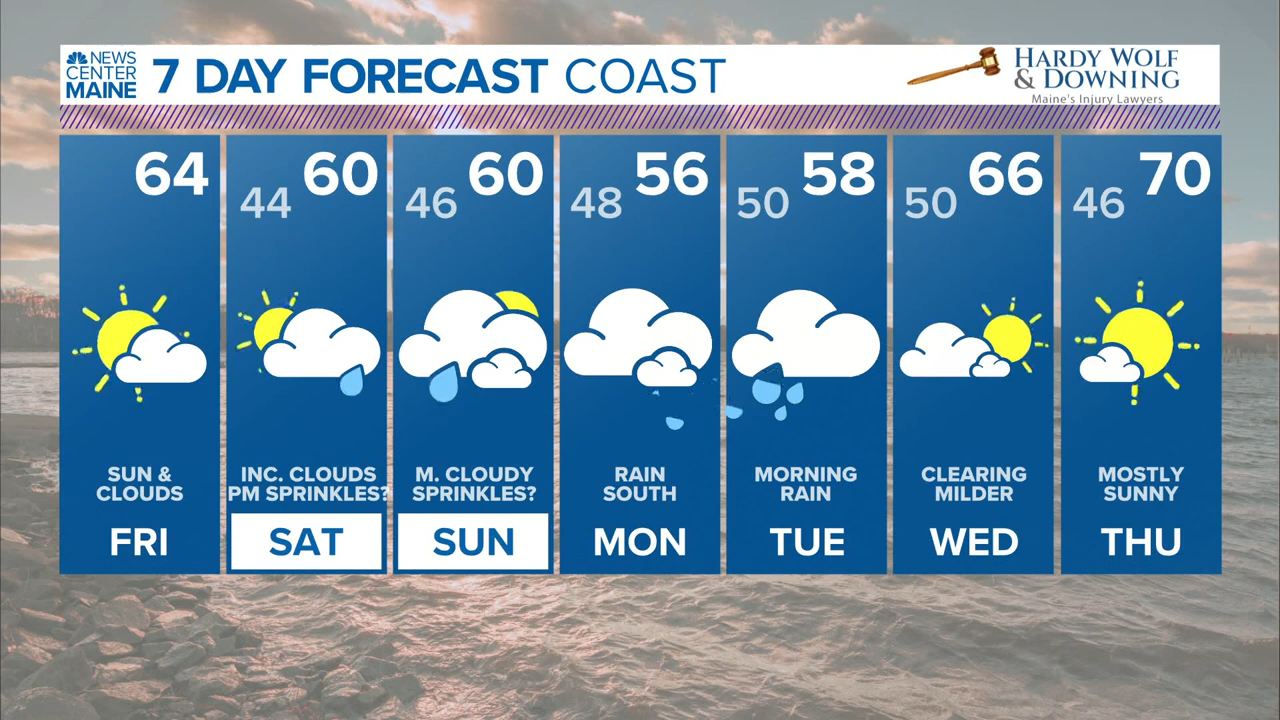 NEWS
CENTER
MAINE
7 DAY FORECAST COAST
HARDY WOLF
& DOWNING
Maine's Injury Lawyers
64
SUN &
CLOUDS
FRI
60
44
INC. CLOUDS
PM SPRINKLES?
SAT
60
46
M. CLOUDY
SPRINKLES?
SUN
56
48
RAIN
SOUTH
MON
58
50
MORNING
RAIN
TUE
66
50
CLEARING
MILDER
WED
70
46
MOSTLY
SUNNY
THU